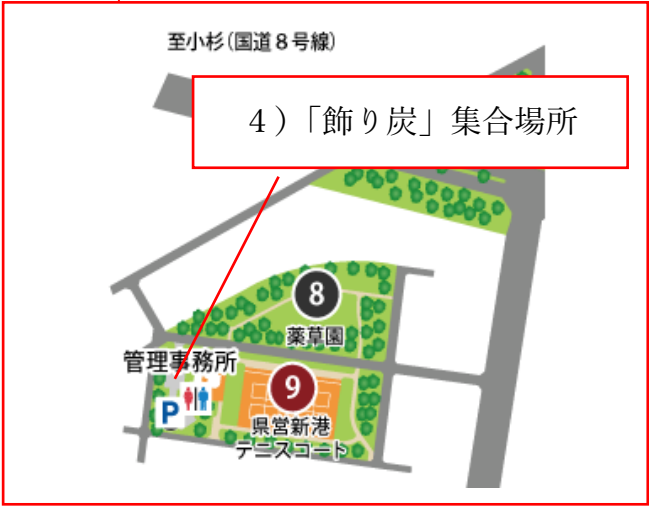 至小杉(国道８号線)
４）「飾り炭」集合場所
8
薬草園
管理事務所
9
P
県営新港
テニスコート